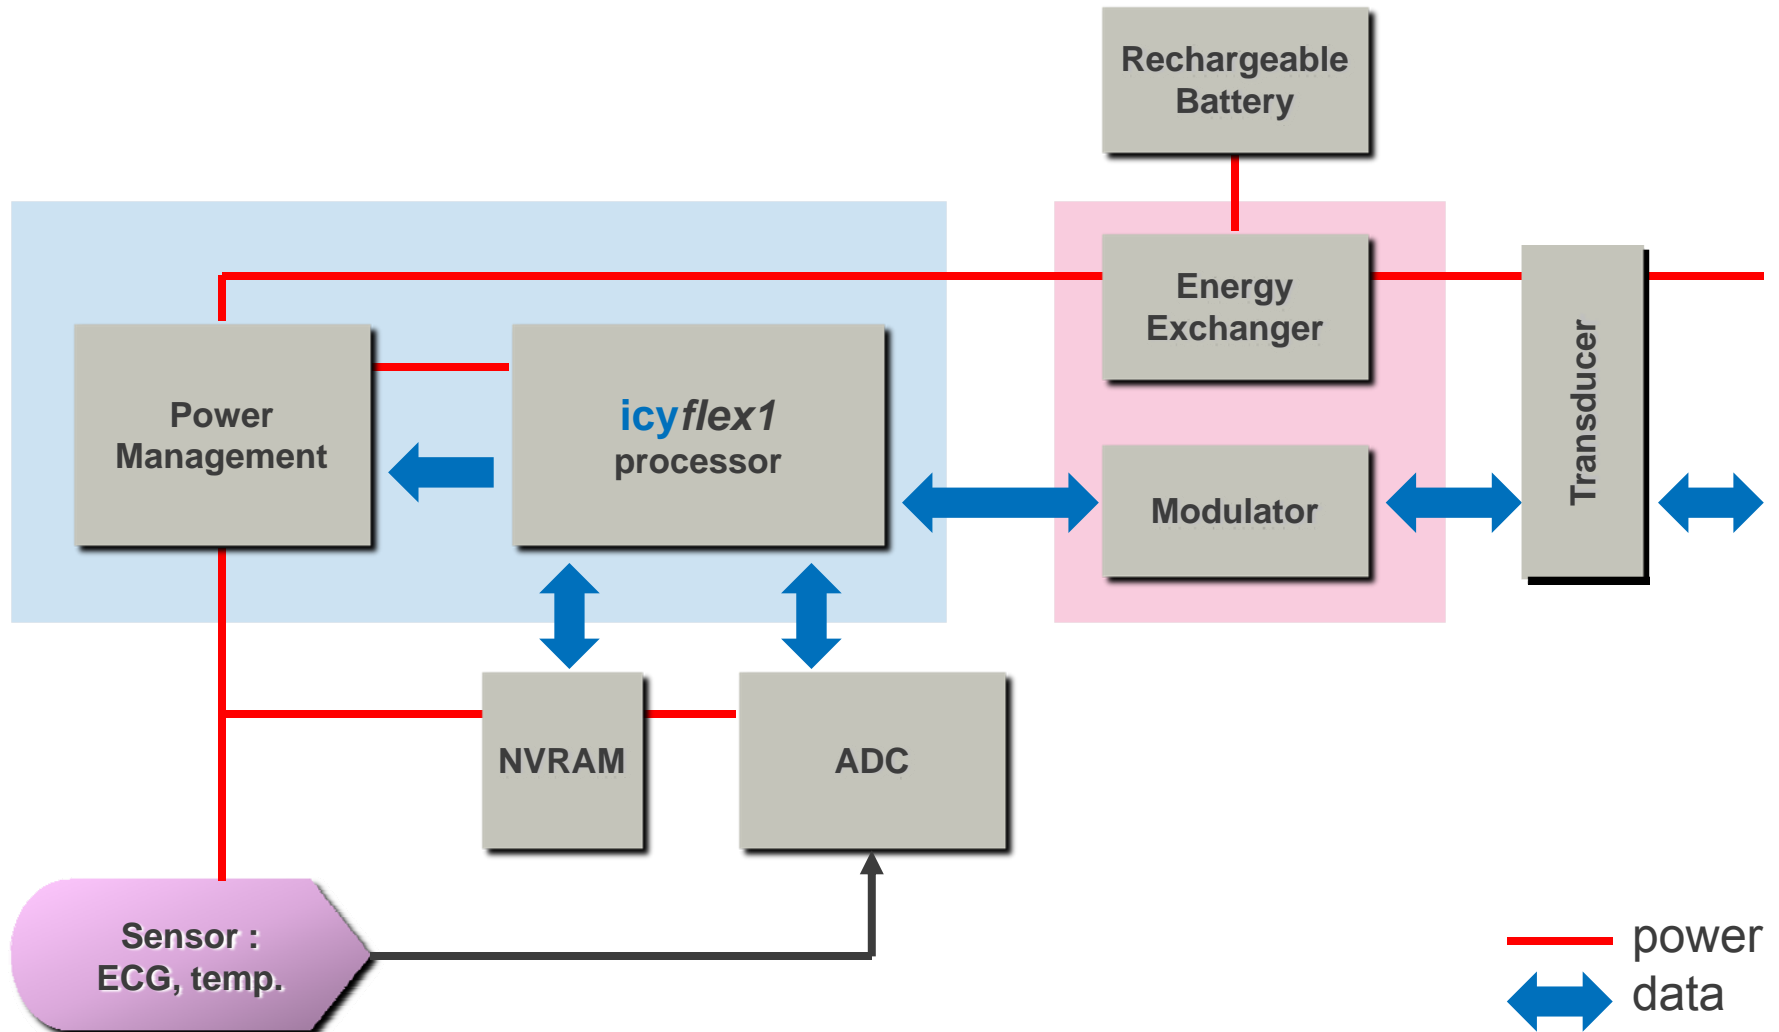 Rechargeable
Battery
Energy
Exchanger
Transducer
Power
Management
icyflex1
processor
Modulator
NVRAM
ADC
Sensor :
ECG, temp.
power
data